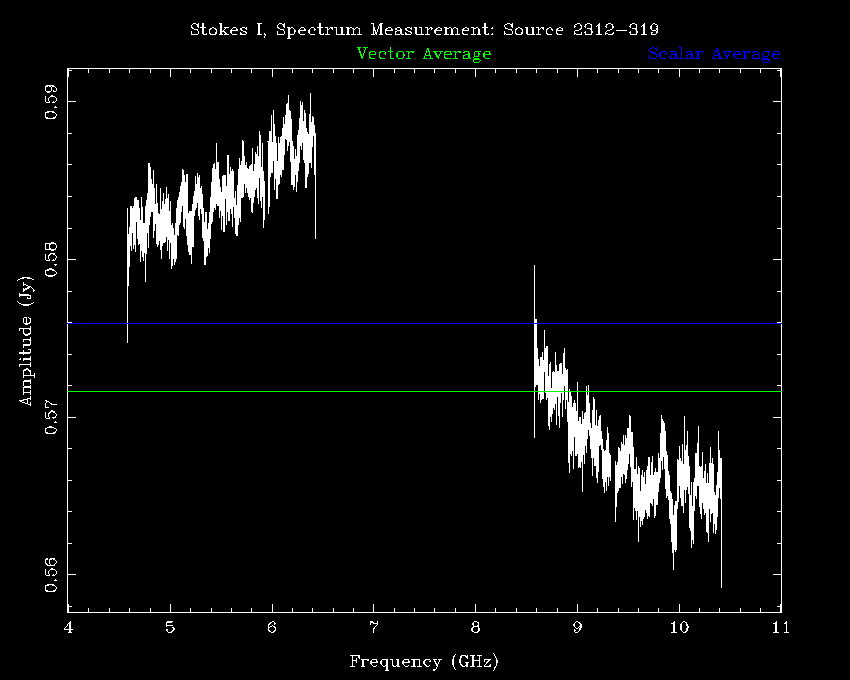 Stokes I, Spectrum Measurement: Source 2312−319
Vector Average Scalar Average
0.59
0.58
0.57
0.56
Amplitude (Jy)
4 5 6 7 8 9 10 11
Frequency (GHz)